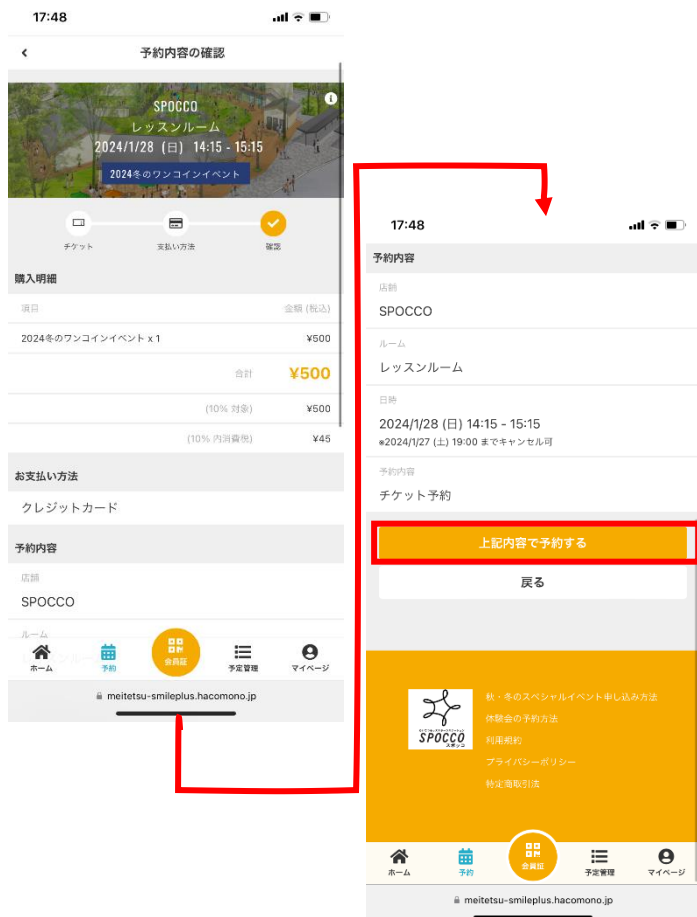 17:48
予約内容の確認
SPOCCO
レッスンルーム
2024/1/28 (日) 14:15 - 15:15
2024冬のワンコインイベント
チケット
支払い方法
確認
購入明細
項目
金額 (税込)
2024冬のワンコインイベント x 1
¥500
合計
¥500
(10% 対象)
¥500
(10% 内消費税)
¥45
お支払い方法
クレジットカード
予約内容
店舗
SPOCCO
ルーム
ホーム
予約
会員証
予定管理
マイページ
meitetsu-smileplus.hacomono.jp
17:48
予約内容
店舗
SPOCCO
ルーム
レッスンルーム
日時
2024/1/28 (日) 14:15 - 15:15
※2024/1/27 (土) 19:00 までキャンセル可
予約内容
チケット予約
上記内容で予約する
戻る
SPOCCO
スポッコ
秋・冬のスペシャルイベント申し込み方法
体験会の予約方法
利用規約
プライバシーポリシー
特定商取引法
ホーム
予約
会員証
予定管理
マイページ
meitetsu-smileplus.hacomono.jp